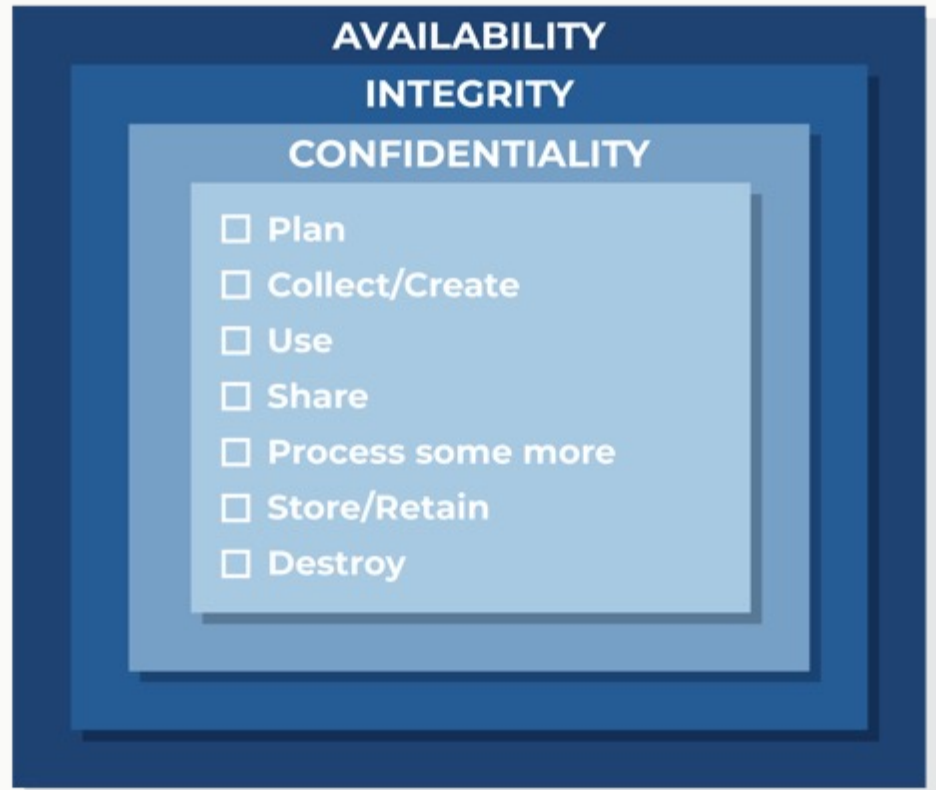 AVAILABILITY
INTEGRITY
CONFIDENTIALITY
Plan
Collect/Create
Use
Share
Process some more
Store/Retain
Destroy